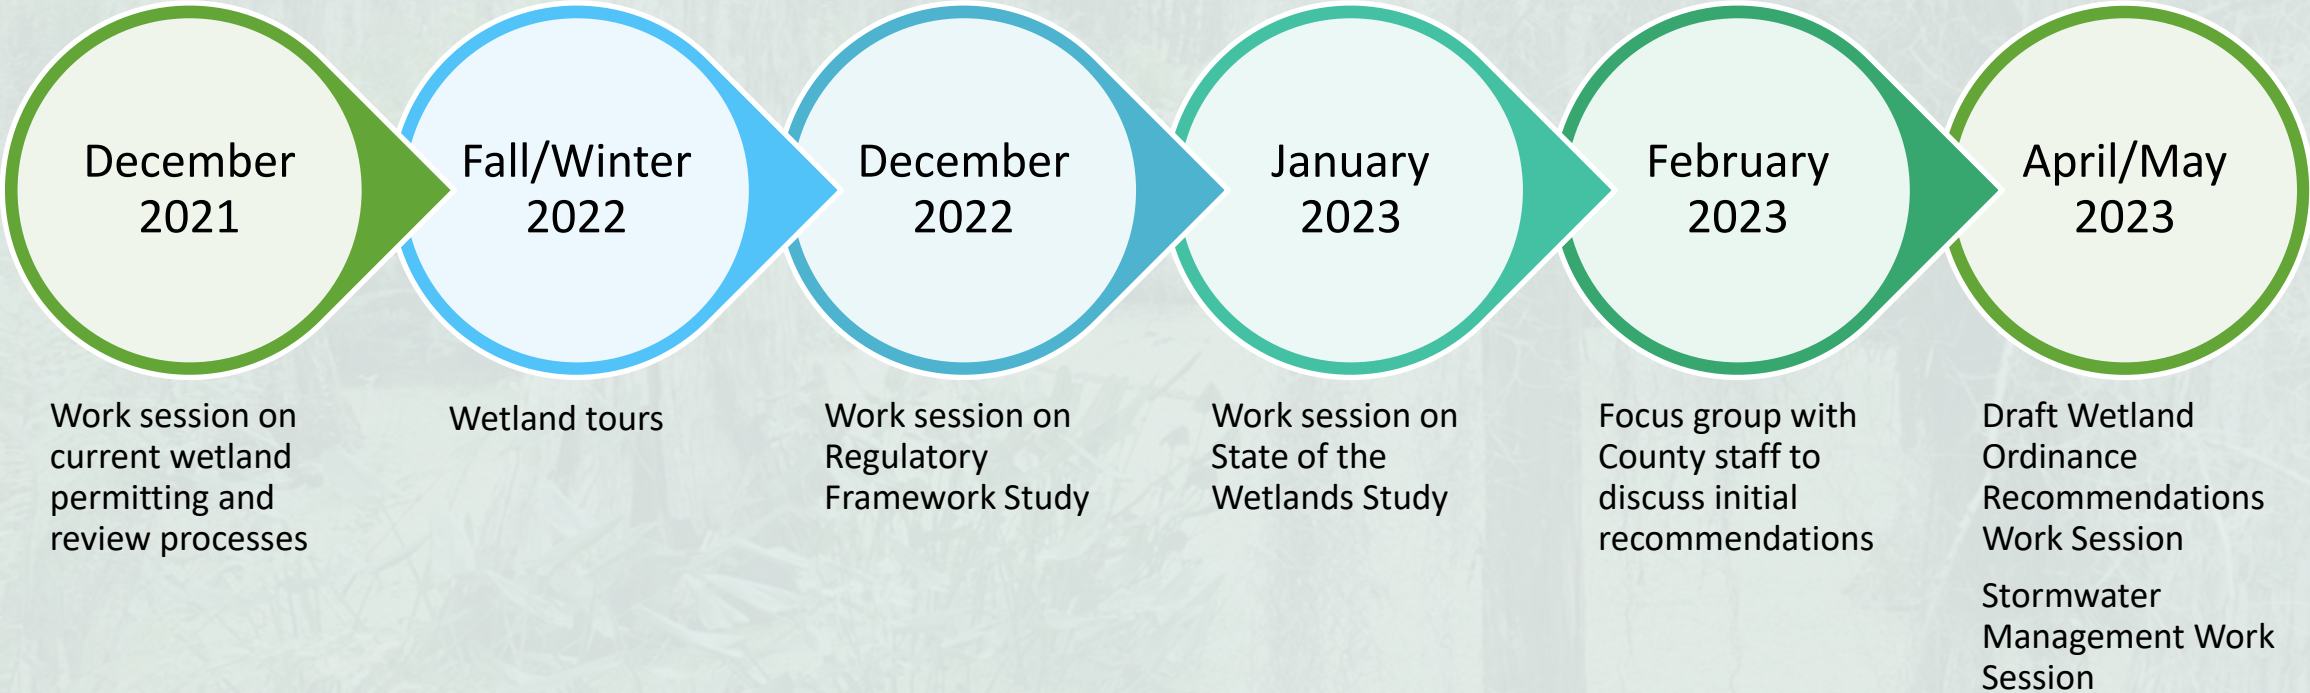 December
2021
Fall/Winter
2022
December
2022
January
2023
February
2023
April/May
2023
Work session on
current wetland
permitting and
review processes
Wetland tours
Work session on
Regulatory
Framework Study
Work session on
State of the
Wetlands Study
Focus group with
County staff to
discuss initial
recommendations
Draft Wetland
Ordinance
Recommendations
Work Session
Stormwater
Management Work
Session